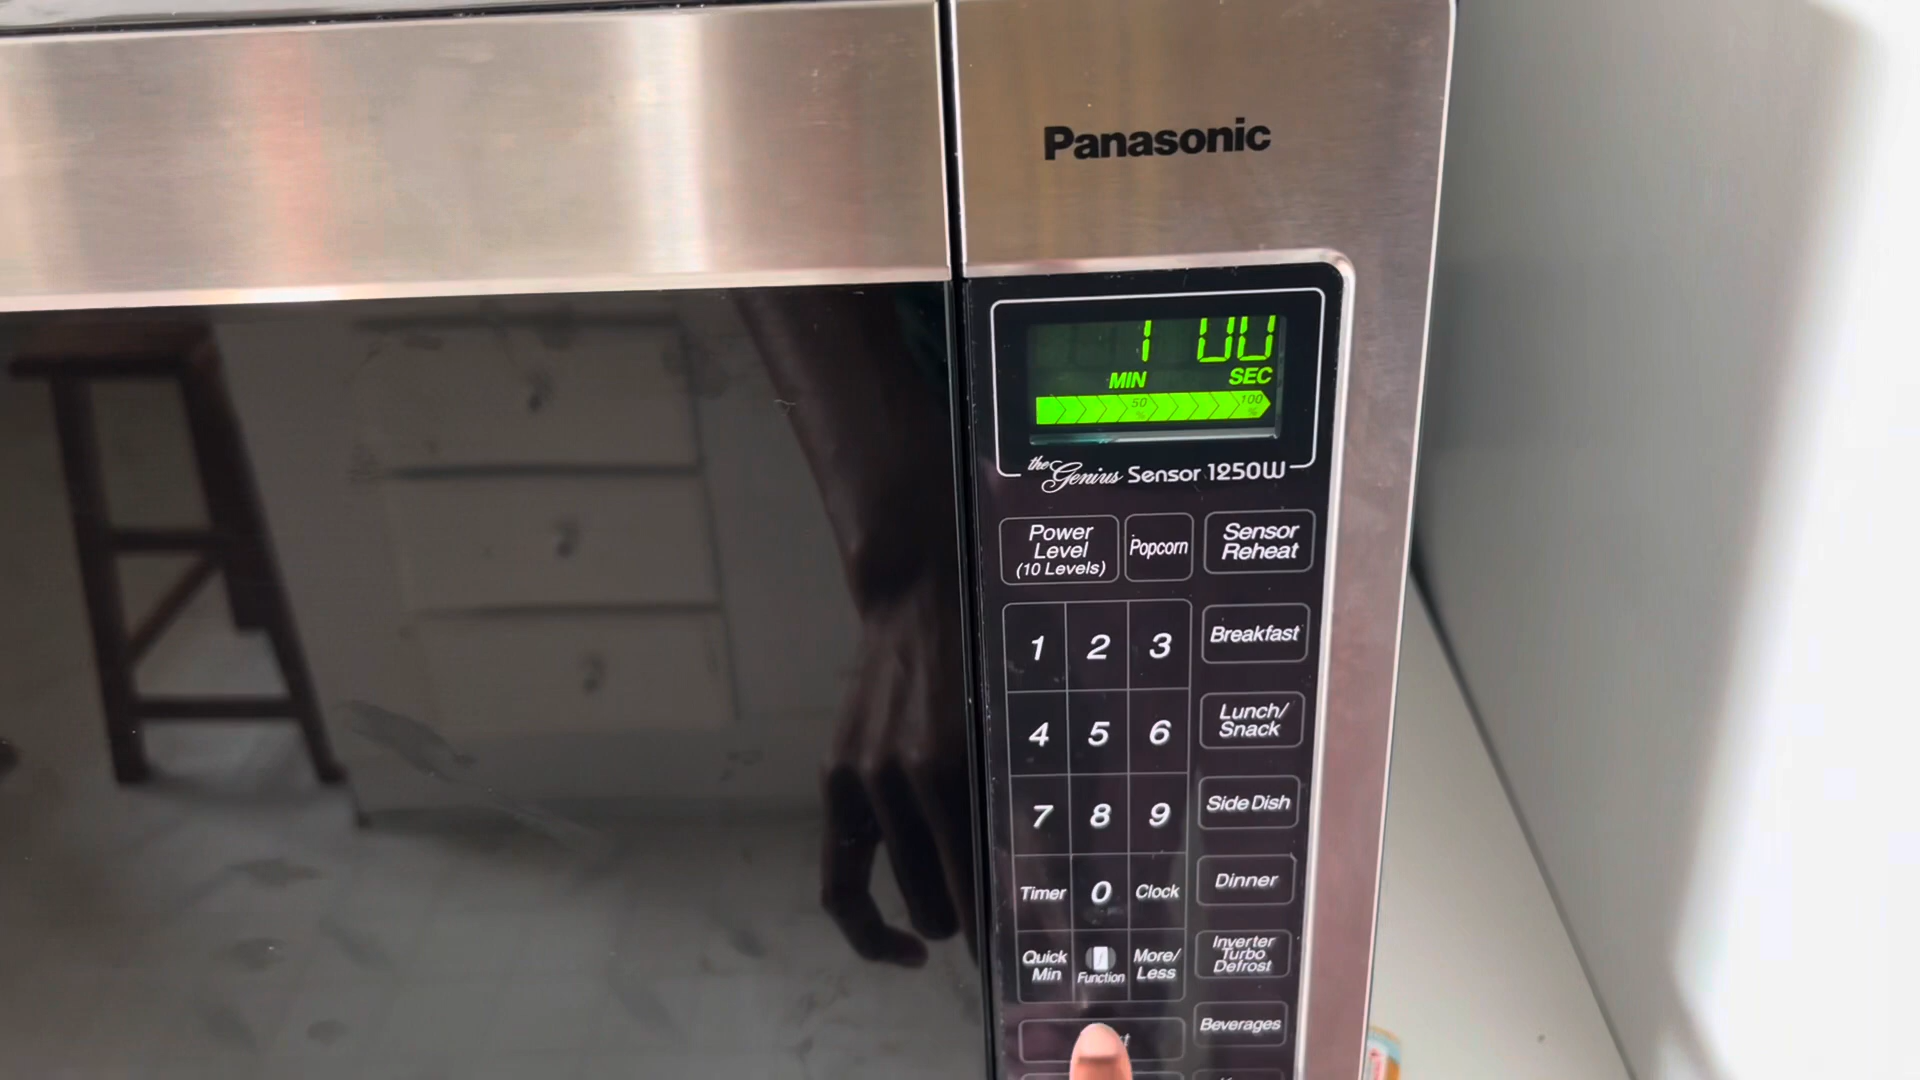 Panasonic
1 00
MIN SEC
50 % 100 %
the Genius Sensor 1250W
Power
Level
(10 Levels)
Popcorn
Sensor
Reheat
1 2 3
Breakfast
4 5 6
Lunch/
Snack
7 8 9
Side Dish
Timer 0 Clock
Dinner
Quick
Min
Function
More/
Less
Inverter
Turbo
Defrost
Beverages